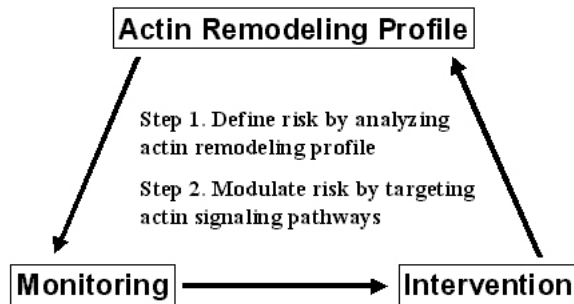 Actin Remodeling Profile
Step 1. Define risk by analyzing
actin remodeling profile
Step 2. Modulate risk by targeting
actin signaling pathways
Monitoring
Intervention